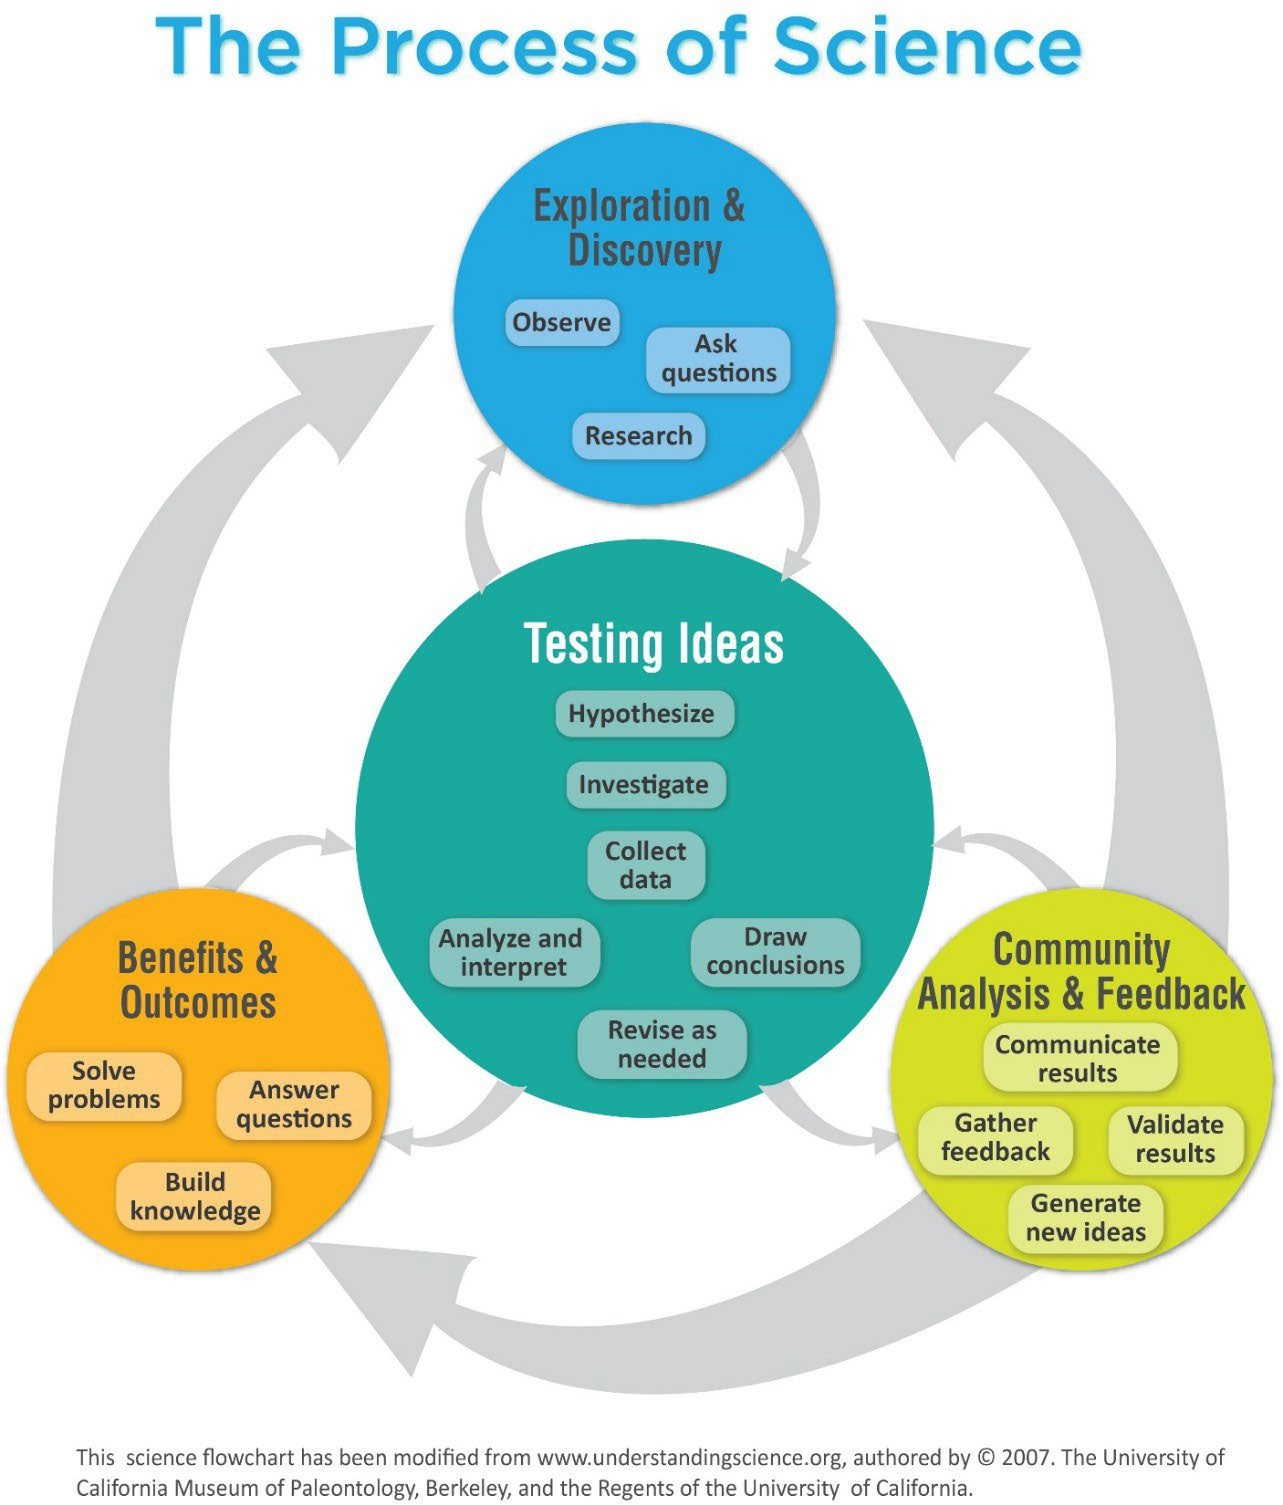 The Process of Science
Exploration &
Discovery
Observe
Ask
questions
Research
Testing Ideas
Hypothesize
Investigate
Collect
data
Analyze and
interpret
Draw
conclusions
Revise as
needed
Benefits &
Outcomes
Solve
problems
Answer
questions
Build
knowledge
Community
Analysis & Feedback
Communicate
results
Gather
feedback
Validate
results
Generate
new ideas
This science flowchart has been modified from www.understandingscience.org, authored by © 2007. The University of
California Museum of Paleontology, Berkeley, and the Regents of the University of California.